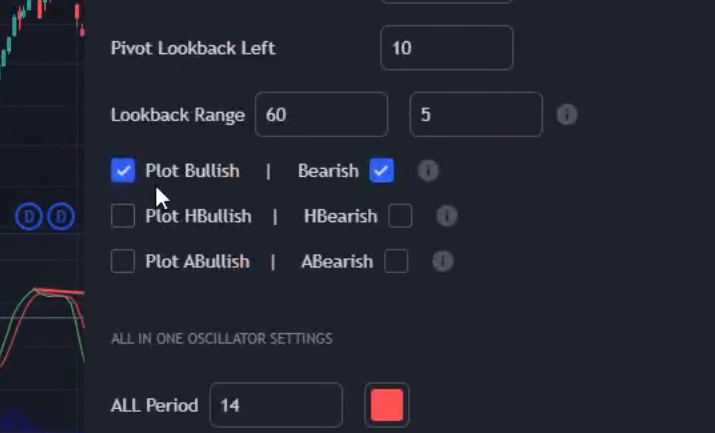 Pivot Lookback Left 10
Lookback Range 60 5
Plot Bullish | Bearish
D D Plot HBullish | HBearish
Plot ABullish | ABearish
ALL IN ONE OSCILLATOR SETTINGS
ALL Period 14